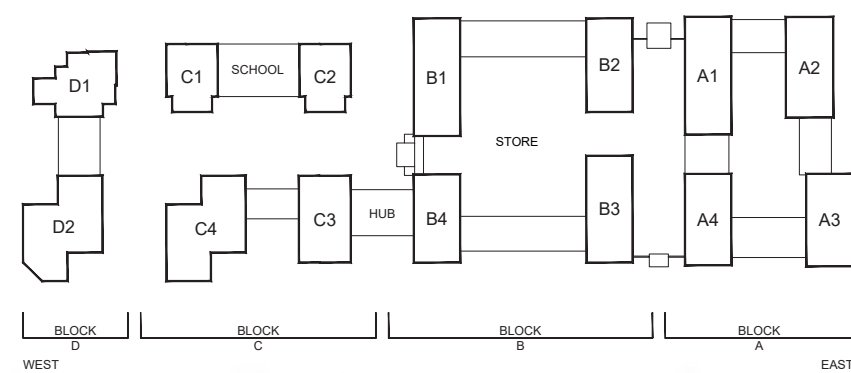 D1
C1
SCHOOL
C2
B1
B2
A1
A2
STORE
D2
C4
C3
HUB
B4
B3
A4
A3
BLOCK
D
BLOCK
C
BLOCK
B
BLOCK
A
WEST
EAST